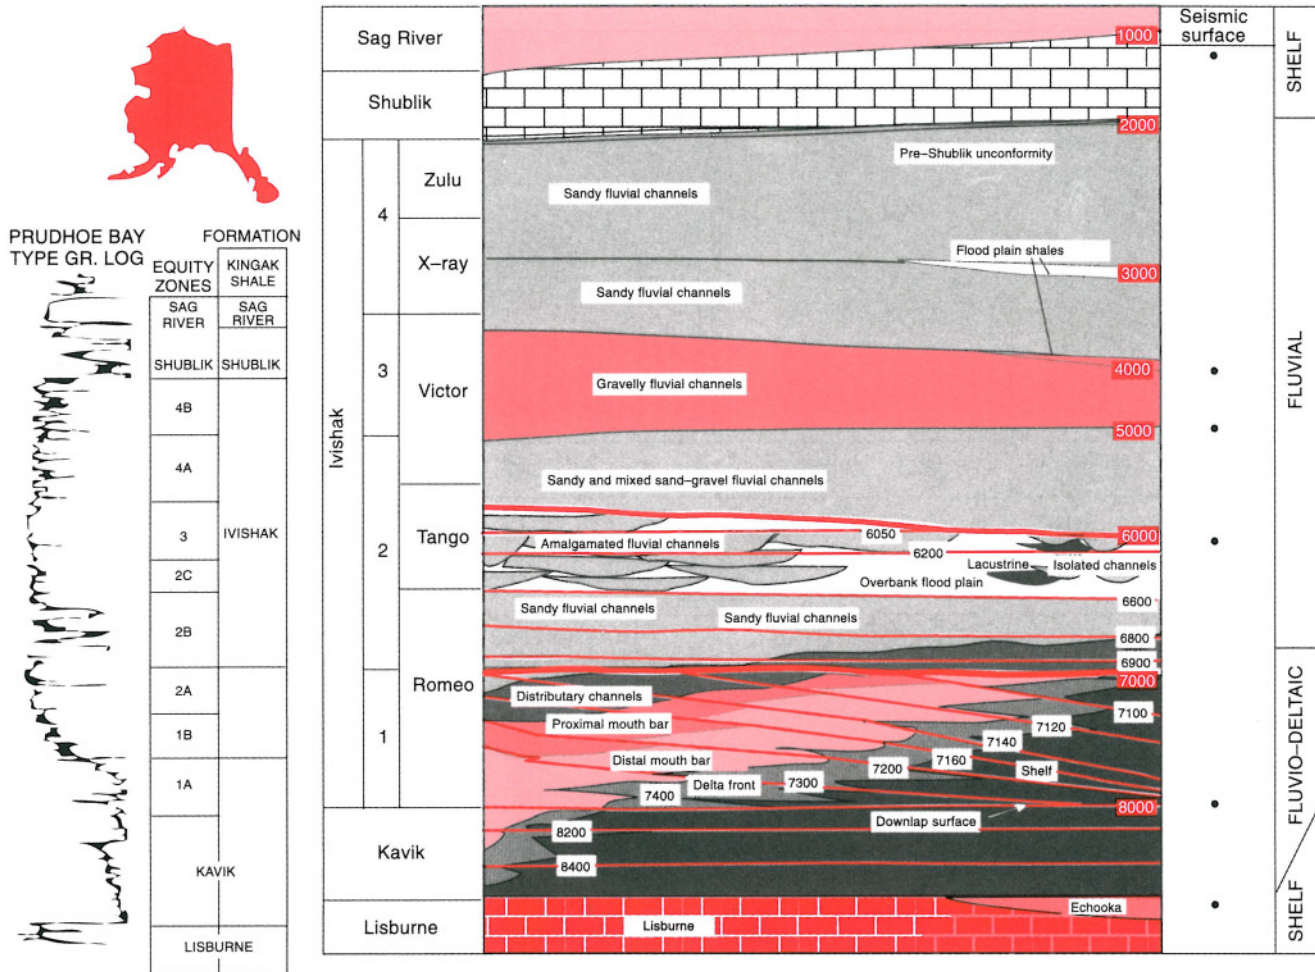 PRUDHOE BAY
TYPE GR. LOG
EQUITY
ZONES
FORMATION
KINGAK
SHALE
SAG
RIVER
SAG
RIVER
SHUBLIK
SHUBLIK
4B
4A
3
IVISHAK
2C
2B
2A
1B
1A
KAVIK
LISBURNE
Sag River
Shublik
Ivishak
4
3
2
1
Zulu
X–ray
Victor
Tango
Romeo
Kavik
Lisburne
1000
2000
Pre–Shublik unconformity
Sandy fluvial channels
Flood plain shales
3000
Sandy fluvial channels
4000
Gravelly fluvial channels
5000
Sandy and mixed sand–gravel fluvial channels
6050
6000
Amalgamated fluvial channels
6200
Lacustrine
Isolated channels
Overbank flood plain
6600
Sandy fluvial channels
Sandy fluvial channels
6800
6900
7000
Distributary channels
7100
Proximal mouth bar
7120
7140
Distal mouth bar
7160
7200
Shelf
Delta front
7300
7400
8000
Downlap surface
8200
8400
Echooka
Lisburne
Seismic
surface
SHELF
FLUVIAL
FLUVIO–DELTAIC
SHELF